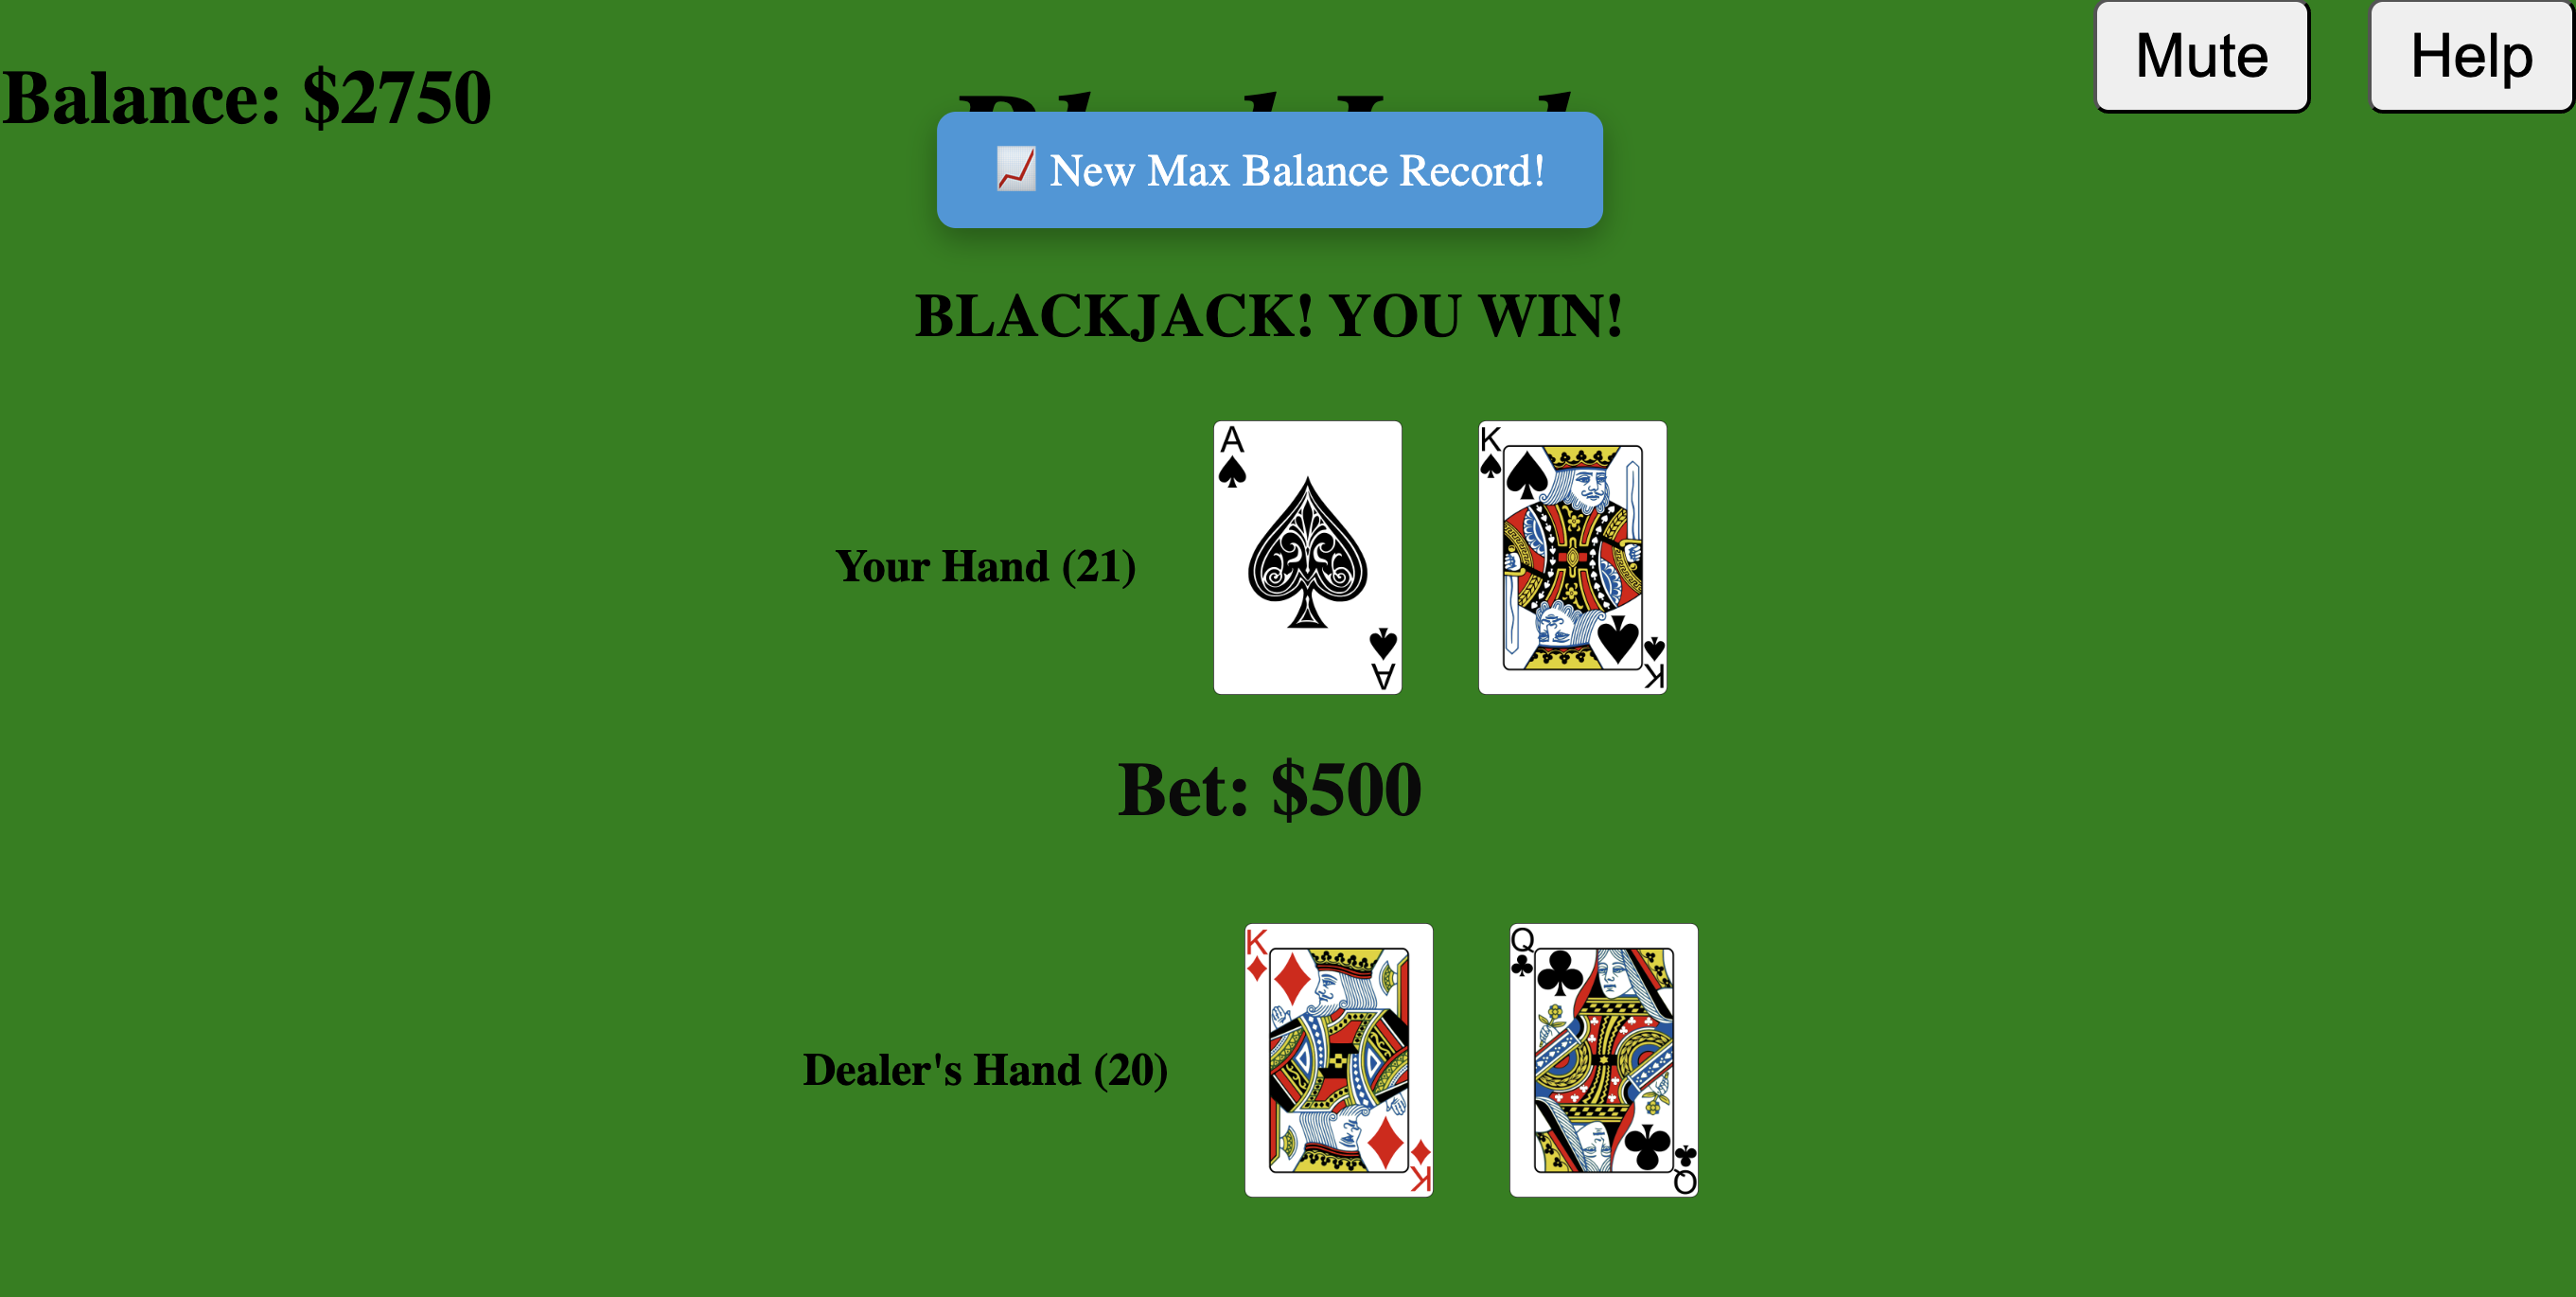 Balance: $2750
Mute
Help
📈 New Max Balance Record!
BLACKJACK! YOU WIN!
Your Hand (21)
A
A
K
K
Bet: $500
Dealer's Hand (20)
K
K
Q
Q